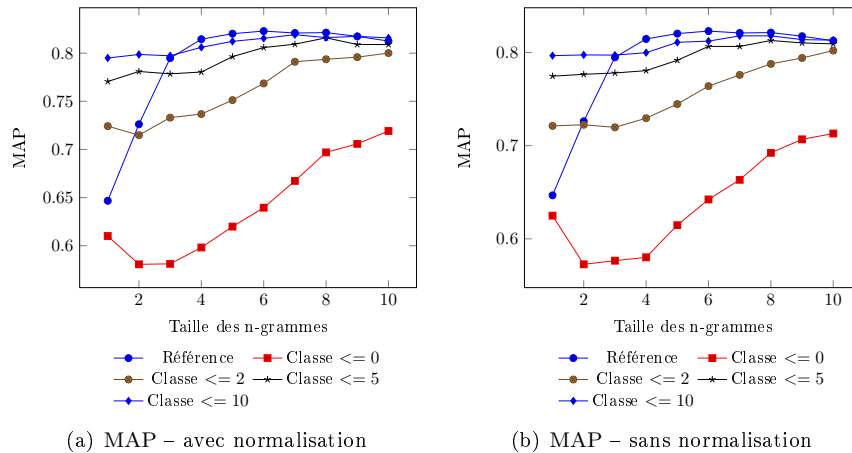 0.8
0.75
0.7
0.65
0.6
MAP
2 4 6 8 10
Taille des n-grammes
Référence Classe <= 0
Classe <= 2 Classe <= 5
Classe <= 10
(a) MAP – avec normalisation
0.8
0.7
0.6
MAP
2 4 6 8 10
Taille des n-grammes
Référence Classe <= 0
Classe <= 2 Classe <= 5
Classe <= 10
(b) MAP – sans normalisation